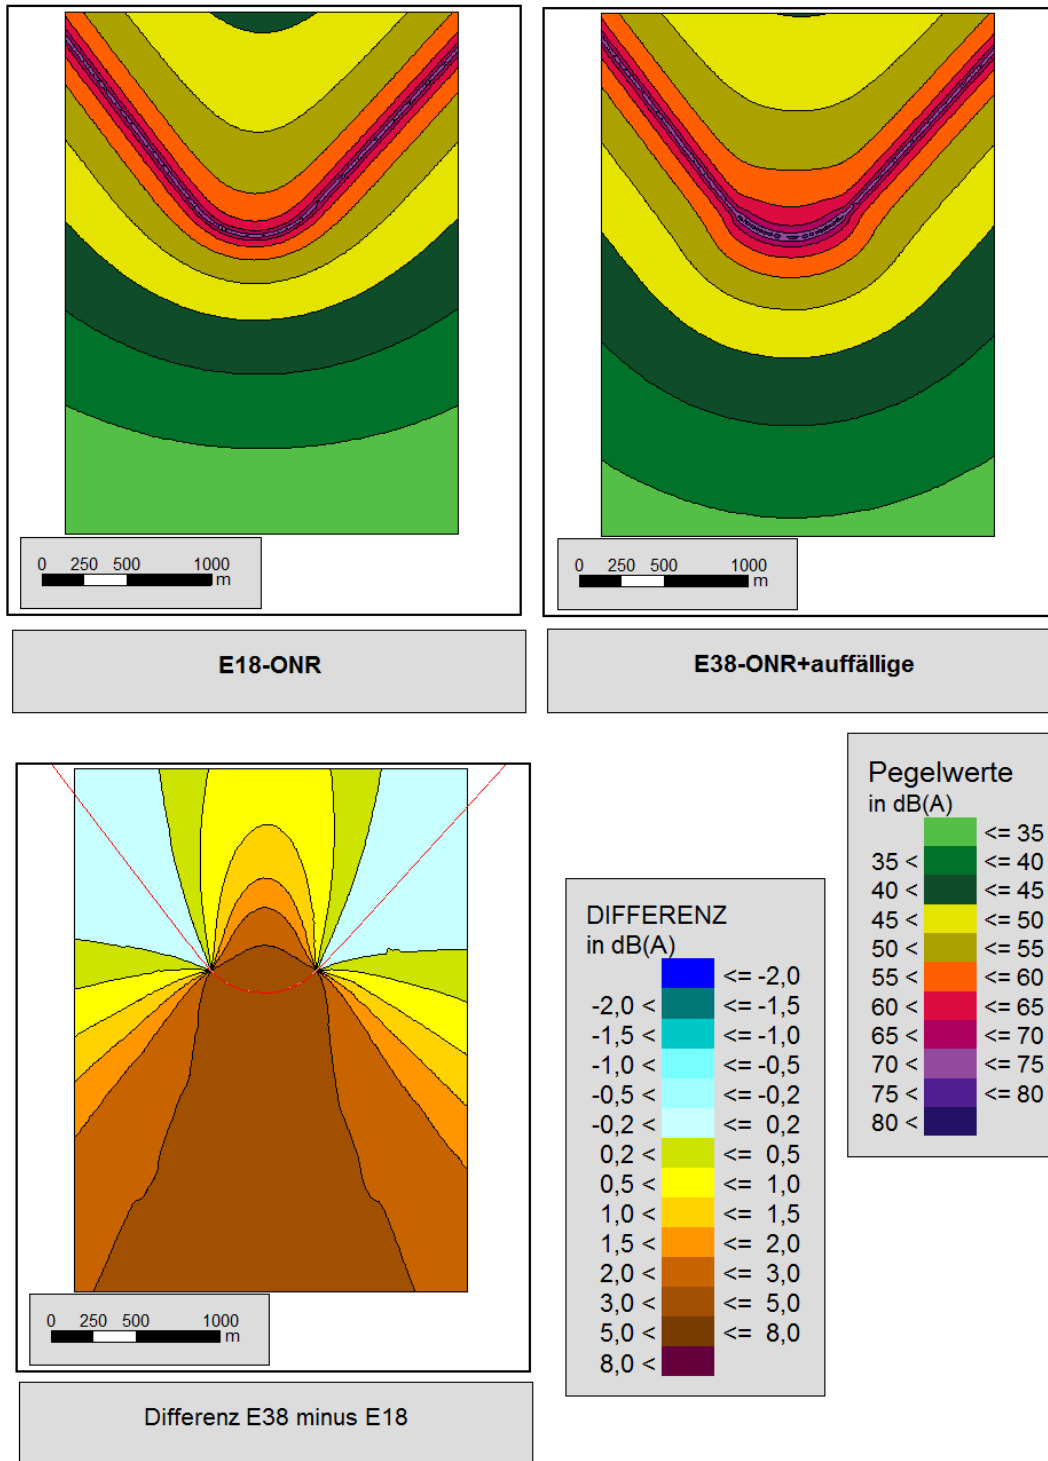 0 250 500 1000
m
E18-ONR
0 250 500 1000
m
E38-ONR+auffällige
Pegelwerte
in dB(A)
<= 35
35 < <= 40
40 < <= 45
45 < <= 50
50 < <= 55
55 < <= 60
60 < <= 65
65 < <= 70
70 < <= 75
75 < <= 80
80 <
DIFFERENZ
in dB(A)
<= -2,0
-2,0 < <= -1,5
-1,5 < <= -1,0
-1,0 < <= -0,5
-0,5 < <= -0,2
-0,2 < <= 0,2
0,2 < <= 0,5
0,5 < <= 1,0
1,0 < <= 1,5
1,5 < <= 2,0
2,0 < <= 3,0
3,0 < <= 5,0
5,0 < <= 8,0
8,0 <
0 250 500 1000
m
Differenz E38 minus E18